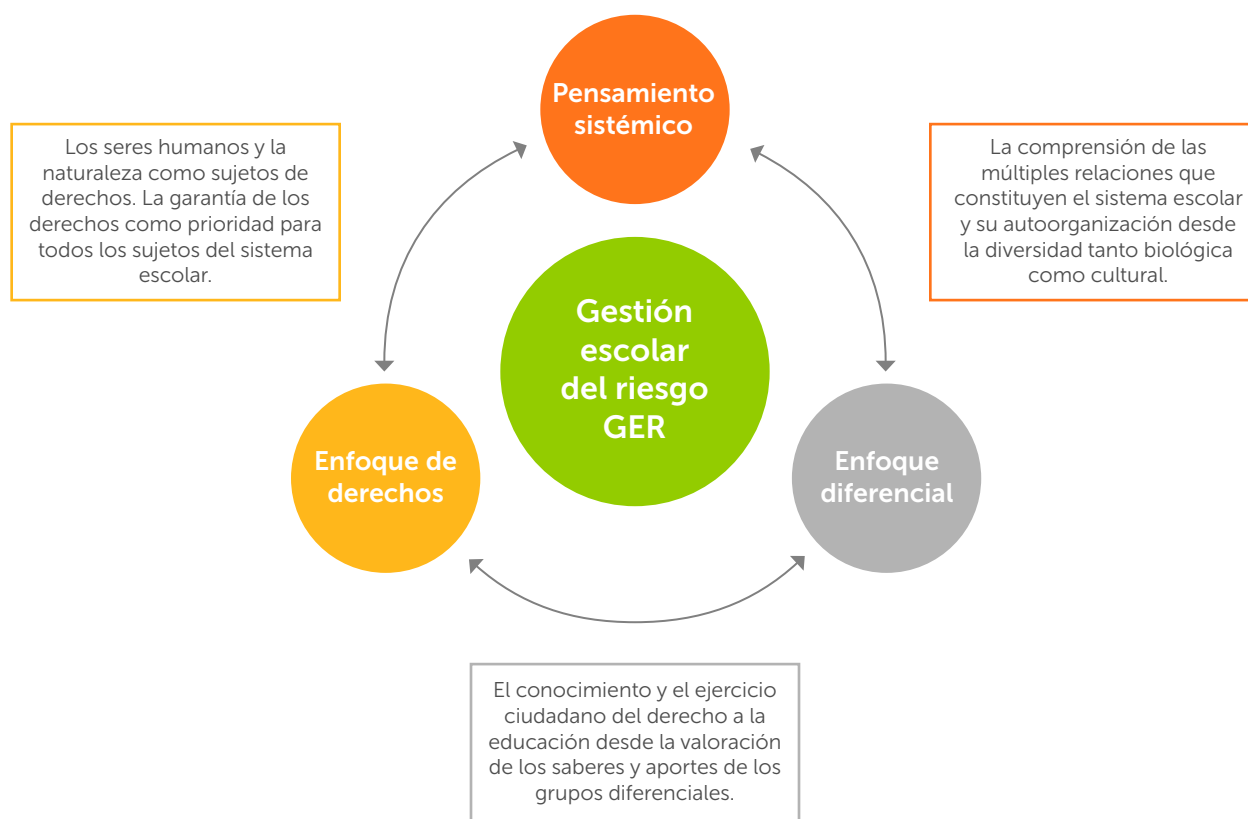 Pensamiento
sistémico
Los seres humanos y la
naturaleza como sujetos de
derechos. La garantía de los
derechos como prioridad para
todos los sujetos del sistema
escolar.
La comprensión de las
múltiples relaciones que
constituyen el sistema escolar
y su autoorganización desde
la diversidad tanto biológica
como cultural.
Gestión
escolar
del riesgo
GER
Enfoque de
derechos
Enfoque
diferencial
El conocimiento y el ejercicio
ciudadano del derecho a la
educación desde la valoración
de los saberes y aportes de los
grupos diferenciales.